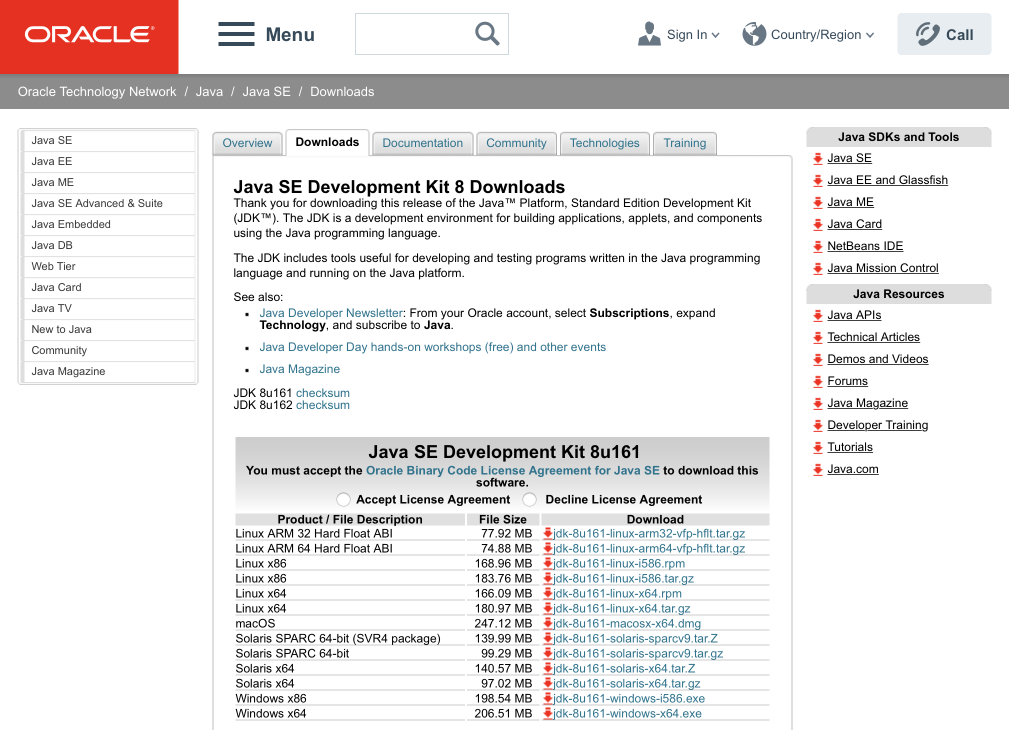 ORACLE
Menu
Sign In
Country/Region
Call
Oracle Technology Network / Java / Java SE / Downloads
Java SE
Java EE
Java ME
Java SE Advanced & Suite
Java Embedded
Java DB
Web Tier
Java Card
Java TV
New to Java
Community
Java Magazine
Overview Downloads Documentation Community Technologies Training
Java SE Development Kit 8 Downloads
Thank you for downloading this release of the Java™ Platform, Standard Edition Development Kit
(JDK™). The JDK is a development environment for building applications, applets, and components
using the Java programming language.
The JDK includes tools useful for developing and testing programs written in the Java programming
language and running on the Java platform.
See also:
Java Developer Newsletter: From your Oracle account, select Subscriptions, expand
Technology, and subscribe to Java.
Java Developer Day hands-on workshops (free) and other events
Java Magazine
JDK 8u161 checksum
JDK 8u162 checksum
Java SE Development Kit 8u161
You must accept the Oracle Binary Code License Agreement for Java SE to download this
software.
Accept License Agreement Decline License Agreement
Product / File Description File Size Download
Linux ARM 32 Hard Float ABI 77.92 MB jdk-8u161-linux-arm32-vfp-hflt.tar.gz
Linux ARM 64 Hard Float ABI 74.88 MB jdk-8u161-linux-arm64-vfp-hflt.tar.gz
Linux x86 168.96 MB jdk-8u161-linux-i586.rpm
Linux x86 183.76 MB jdk-8u161-linux-i586.tar.gz
Linux x64 166.09 MB jdk-8u161-linux-x64.rpm
Linux x64 180.97 MB jdk-8u161-linux-x64.tar.gz
macOS 247.12 MB jdk-8u161-macosx-x64.dmg
Solaris SPARC 64-bit (SVR4 package) 139.99 MB jdk-8u161-solaris-sparcv9.tar.Z
Solaris SPARC 64-bit 99.29 MB jdk-8u161-solaris-sparcv9.tar.gz
Solaris x64 140.57 MB jdk-8u161-solaris-x64.tar.Z
Solaris x64 97.02 MB jdk-8u161-solaris-x64.tar.gz
Windows x86 198.54 MB jdk-8u161-windows-i586.exe
Windows x64 206.51 MB jdk-8u161-windows-x64.exe
Java SDKs and Tools
Java SE
Java EE and Glassfish
Java ME
Java Card
NetBeans IDE
Java Mission Control
Java Resources
Java APIs
Technical Articles
Demos and Videos
Forums
Java Magazine
Developer Training
Tutorials
Java.com